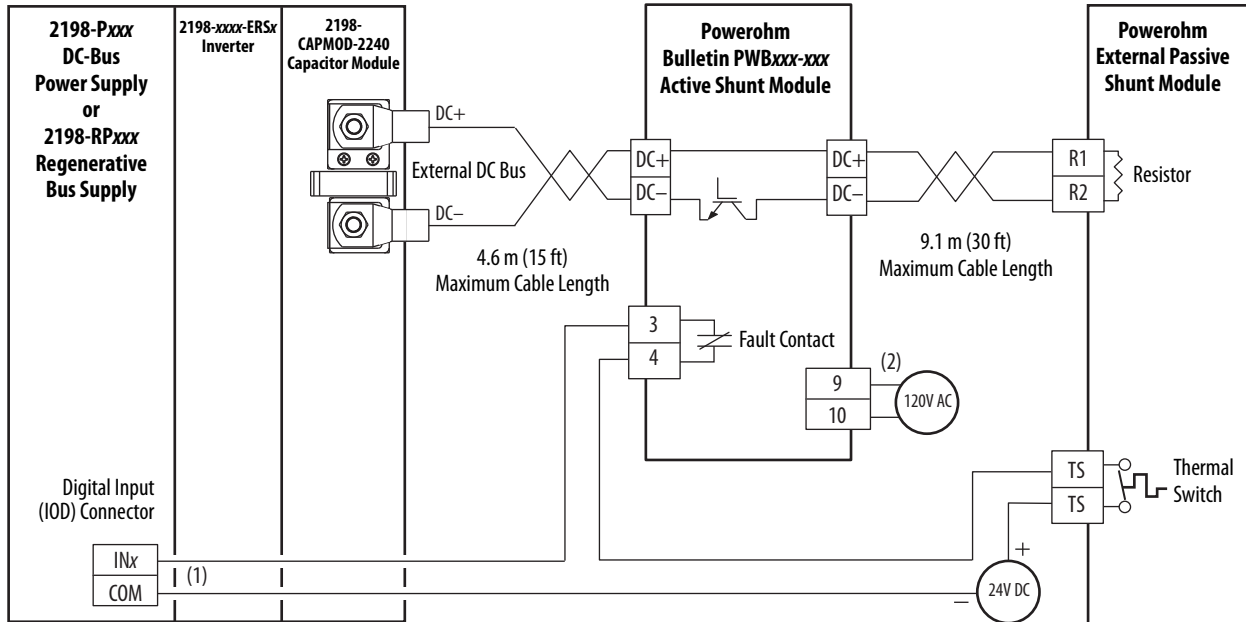 2198-Pxxx
DC-Bus
Power Supply
or
2198-RPxxx
Regenerative
Bus Supply
2198-xxxx-ERSx
Inverter
2198-
CAPMOD-2240
Capacitor Module
DC+
External DC Bus
DC–
4.6 m (15 ft)
Maximum Cable Length
Powerohm
Bulletin PWBxxx-xxx
Active Shunt Module
DC+
DC–
DC+
DC–
9.1 m (30 ft)
Maximum Cable Length
Powerohm
External Passive
Shunt Module
R1
R2
Resistor
3
4
Fault Contact
9
10
(2)
120V AC
TS
TS
Thermal
Switch
Digital Input
(IOD) Connector
INx
COM
(1)
+
–
24V DC